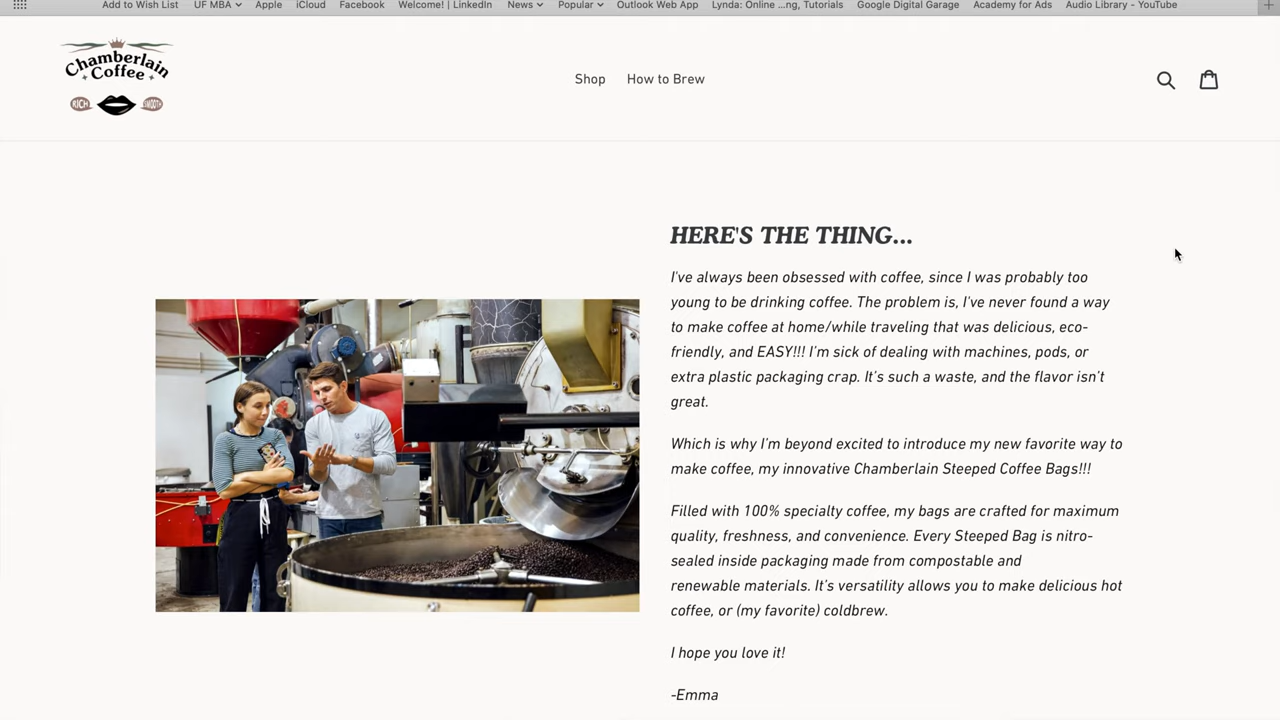 Add to Wish List UF MBA Apple iCloud Facebook Welcome! | LinkedIn News Popular Outlook Web App Lynda: Online ...ng, Tutorials Google Digital Garage Academy for Ads Audio Library - YouTube
Chamberlain
Coffee
RICH SMOOTH
Shop How to Brew
HERE'S THE THING...
I've always been obsessed with coffee, since I was probably too
young to be drinking coffee. The problem is, I've never found a way
to make coffee at home/while traveling that was delicious, eco-
friendly, and EASY!!! I'm sick of dealing with machines, pods, or
extra plastic packaging crap. It's such a waste, and the flavor isn't
great.
Which is why I'm beyond excited to introduce my new favorite way to
make coffee, my innovative Chamberlain Steeped Coffee Bags!!!
Filled with 100% specialty coffee, my bags are crafted for maximum
quality, freshness, and convenience. Every Steeped Bag is nitro-
sealed inside packaging made from compostable and
renewable materials. It's versatility allows you to make delicious hot
coffee, or (my favorite) coldbrew.
I hope you love it!
-Emma